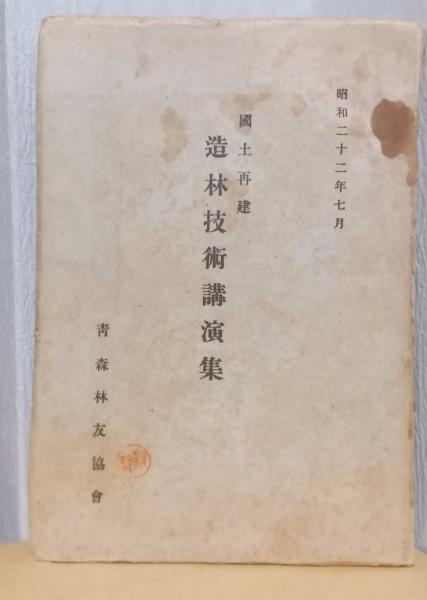 昭和二十二年七月
國土再建
造林技術講演集
靑森林友協會